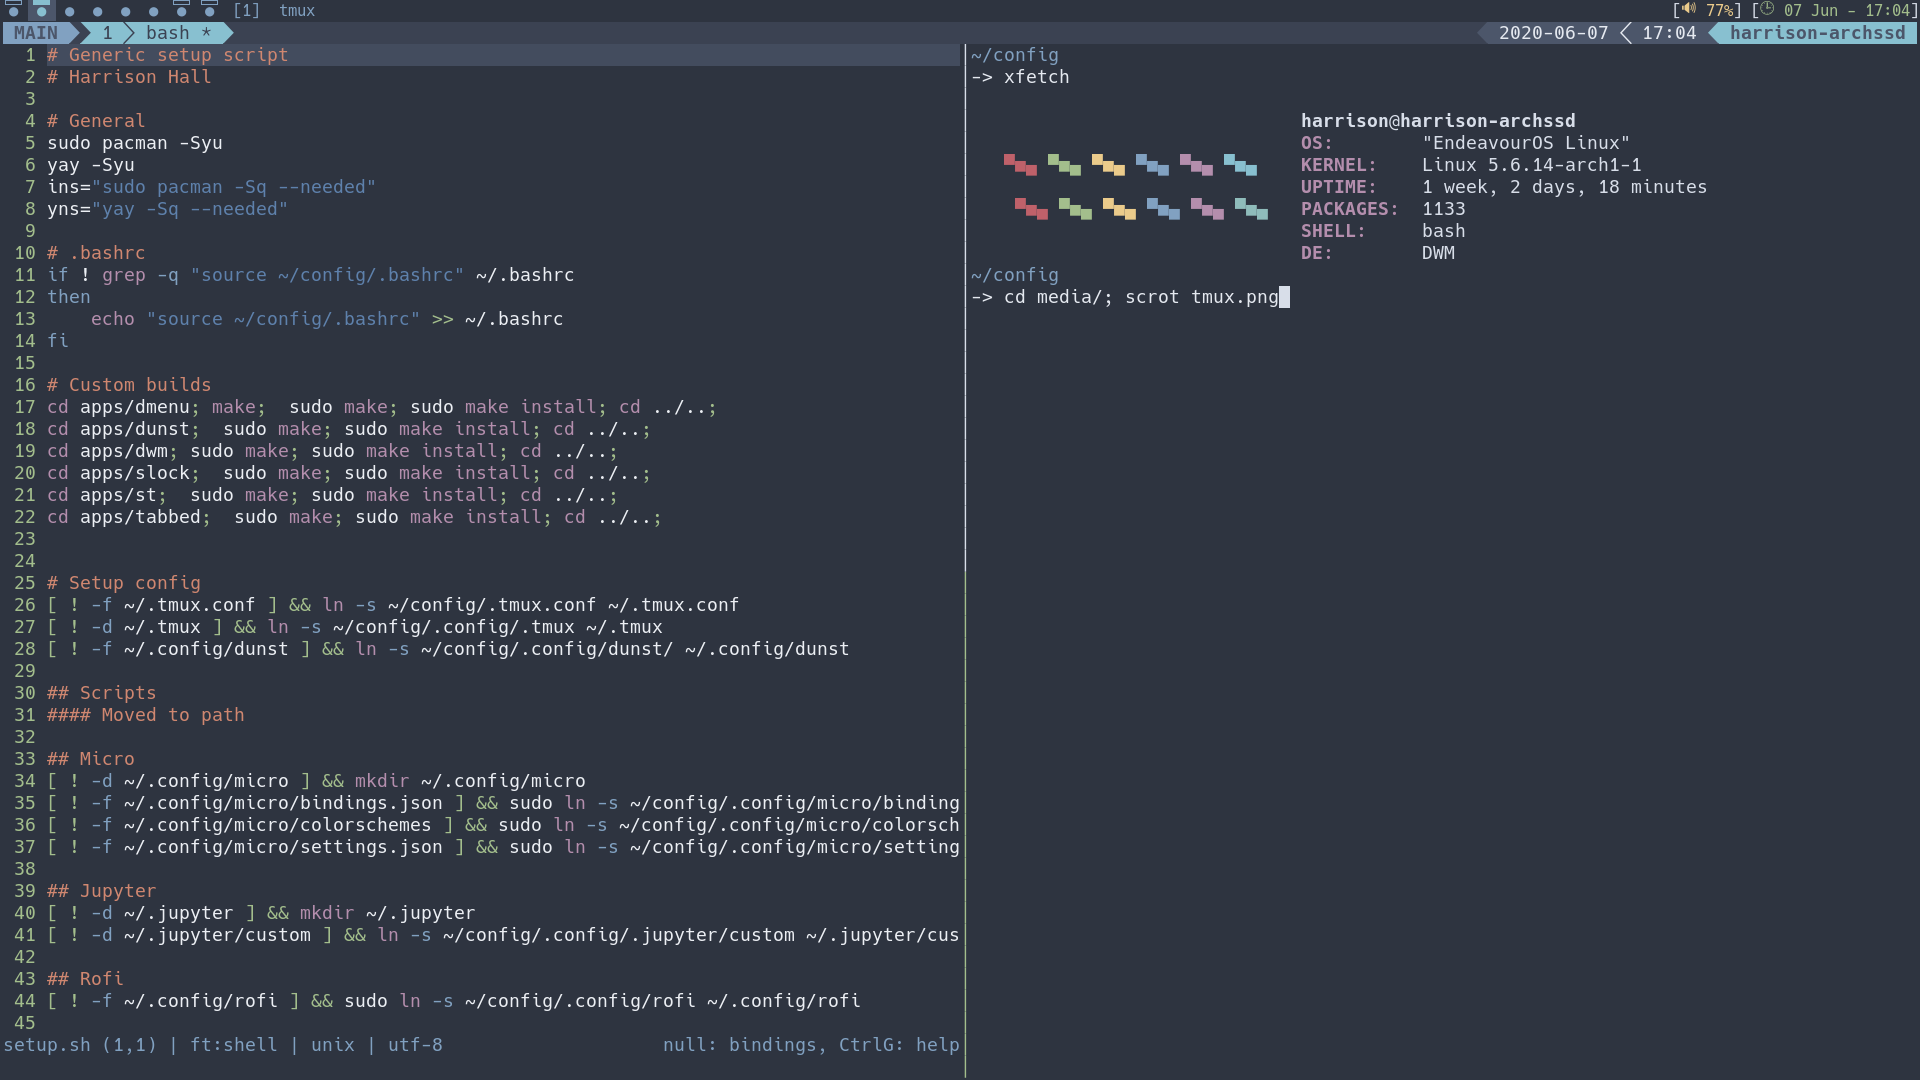 [1] tmux [ 77%] [ 07 Jun - 17:04]
MAIN 1 bash * 2020-06-07 17:04 harrison-archssd
1 # Generic setup script
2 # Harrison Hall
3
4 # General
5 sudo pacman -Syu
6 yay -Syu
7 ins="sudo pacman -Sq --needed"
8 yns="yay -Sq --needed"
9
10 # .bashrc
11 if ! grep -q "source ~/config/.bashrc" ~/.bashrc
12 then
13     echo "source ~/config/.bashrc" >> ~/.bashrc
14 fi
15
16 # Custom builds
17 cd apps/dmenu; make;  sudo make; sudo make install; cd ../..;
18 cd apps/dunst;  sudo make; sudo make install; cd ../..;
19 cd apps/dwm; sudo make; sudo make install; cd ../..;
20 cd apps/slock;  sudo make; sudo make install; cd ../..;
21 cd apps/st;  sudo make; sudo make install; cd ../..;
22 cd apps/tabbed;  sudo make; sudo make install; cd ../..;
23
24
25 # Setup config
26 [ ! -f ~/.tmux.conf ] && ln -s ~/config/.tmux.conf ~/.tmux.conf
27 [ ! -d ~/.tmux ] && ln -s ~/config/.config/.tmux ~/.tmux
28 [ ! -f ~/.config/dunst ] && ln -s ~/config/.config/dunst/ ~/.config/dunst
29
30 ## Scripts
31 #### Moved to path
32
33 ## Micro
34 [ ! -d ~/.config/micro ] && mkdir ~/.config/micro
35 [ ! -f ~/.config/micro/bindings.json ] && sudo ln -s ~/config/.config/micro/binding
36 [ ! -f ~/.config/micro/colorschemes ] && sudo ln -s ~/config/.config/micro/colorsch
37 [ ! -f ~/.config/micro/settings.json ] && sudo ln -s ~/config/.config/micro/setting
38
39 ## Jupyter
40 [ ! -d ~/.jupyter ] && mkdir ~/.jupyter
41 [ ! -d ~/.jupyter/custom ] && ln -s ~/config/.config/.jupyter/custom ~/.jupyter/cus
42
43 ## Rofi
44 [ ! -f ~/.config/rofi ] && sudo ln -s ~/config/.config/rofi ~/.config/rofi
45
setup.sh (1,1) | ft:shell | unix | utf-8 null: bindings, CtrlG: help
~/config
-> xfetch
harrison@harrison-archssd
OS: "EndeavourOS Linux"
KERNEL: Linux 5.6.14-arch1-1
UPTIME: 1 week, 2 days, 18 minutes
PACKAGES: 1133
SHELL: bash
DE: DWM
~/config
-> cd media/; scrot tmux.png